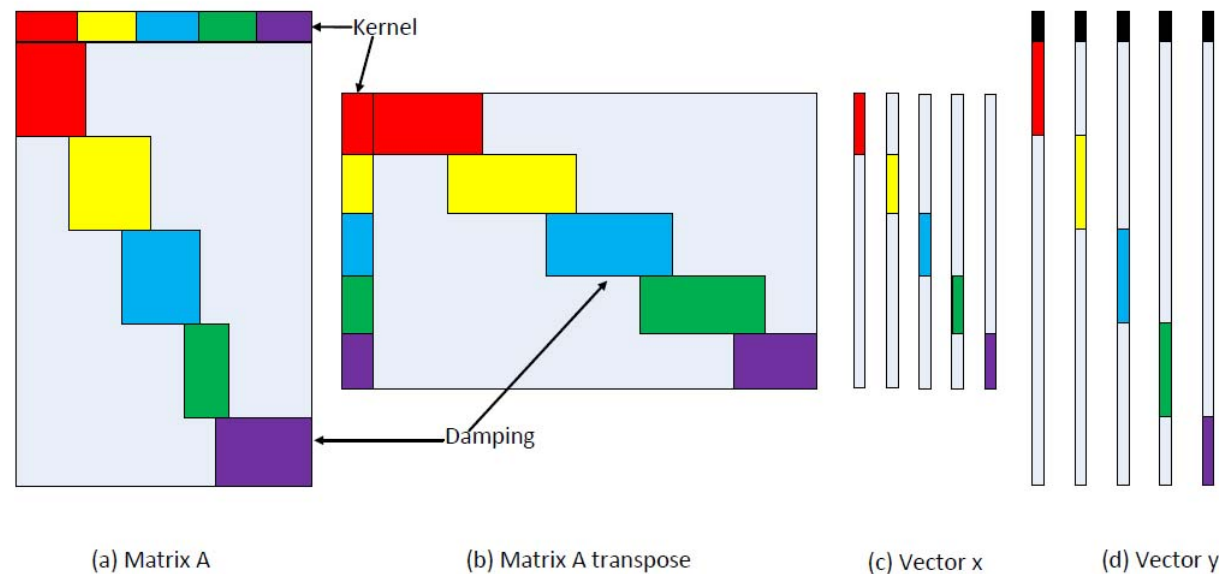 Kernel
Damping
(a) Matrix A
(b) Matrix A transpose
(c) Vector x
(d) Vector y